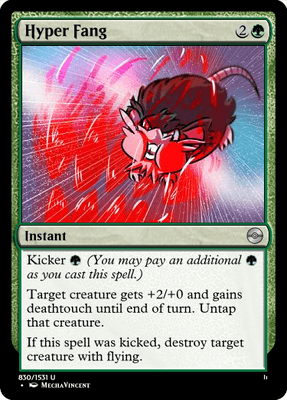 Hyper Fang 2
Instant
Kicker (You may pay an additional
as you cast this spell.)
Target creature gets +2/+0 and gains
deathtouch until end of turn. Untap
that creature.
If this spell was kicked, destroy target
creature with flying.
830/1531 U
• MechaVincent